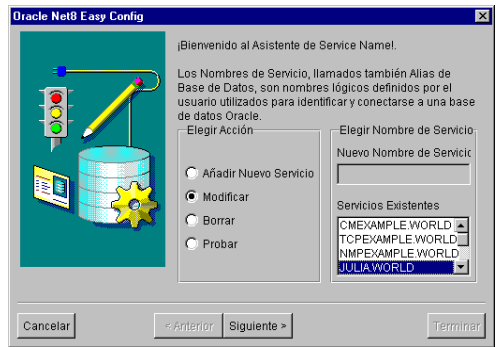 Oracle Net8 Easy Config
¡Bienvenido al Asistente de Service Name!.
Los Nombres de Servicio, llamados también Alias de
Base de Datos, son nombres lógicos definidos por el
usuario utilizados para identificar y conectarse a una base
de datos Oracle.
Elegir Acción
Añadir Nuevo Servicio
Modificar
Borrar
Probar
Elegir Nombre de Servicio
Nuevo Nombre de Servicic
Servicios Existentes
CMEXAMPLE.WORLD
TCPEXAMPLE.WORLD
NMPEXAMPLE.WORLD
JULIA.WORLD
Cancelar
< Anterior
Siguiente >
Terminar